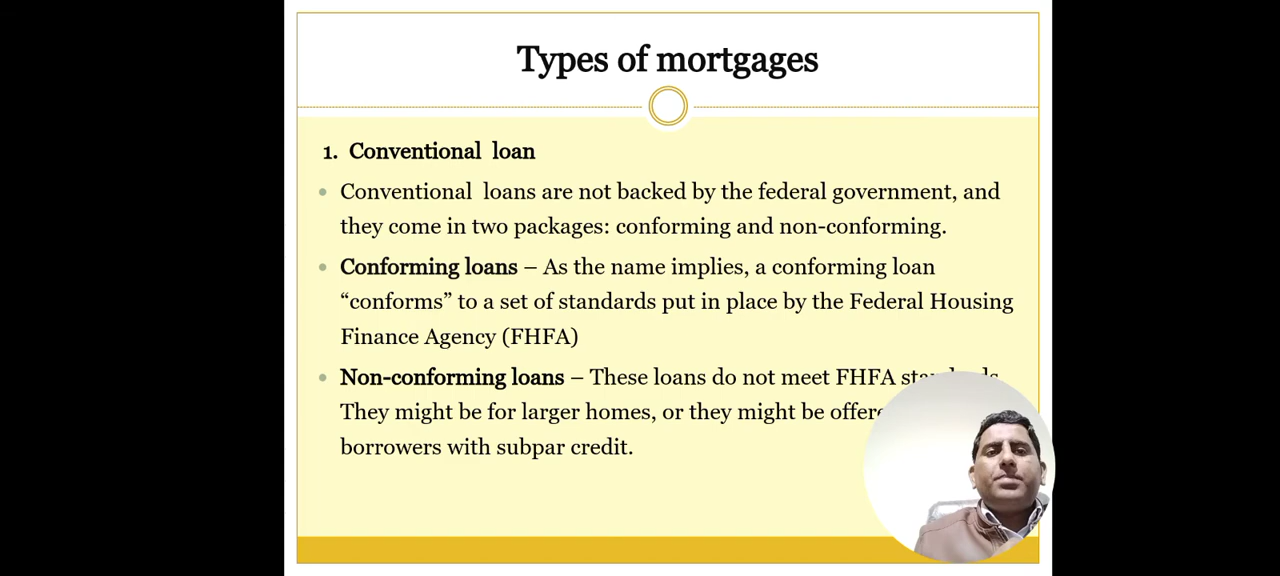 Types of mortgages
1. Conventional loan
Conventional loans are not backed by the federal government, and
they come in two packages: conforming and non-conforming.
Conforming loans – As the name implies, a conforming loan
“conforms” to a set of standards put in place by the Federal Housing
Finance Agency (FHFA)
Non-conforming loans – These loans do not meet FHFA
They might be for larger homes, or they might be
borrowers with subpar credit.